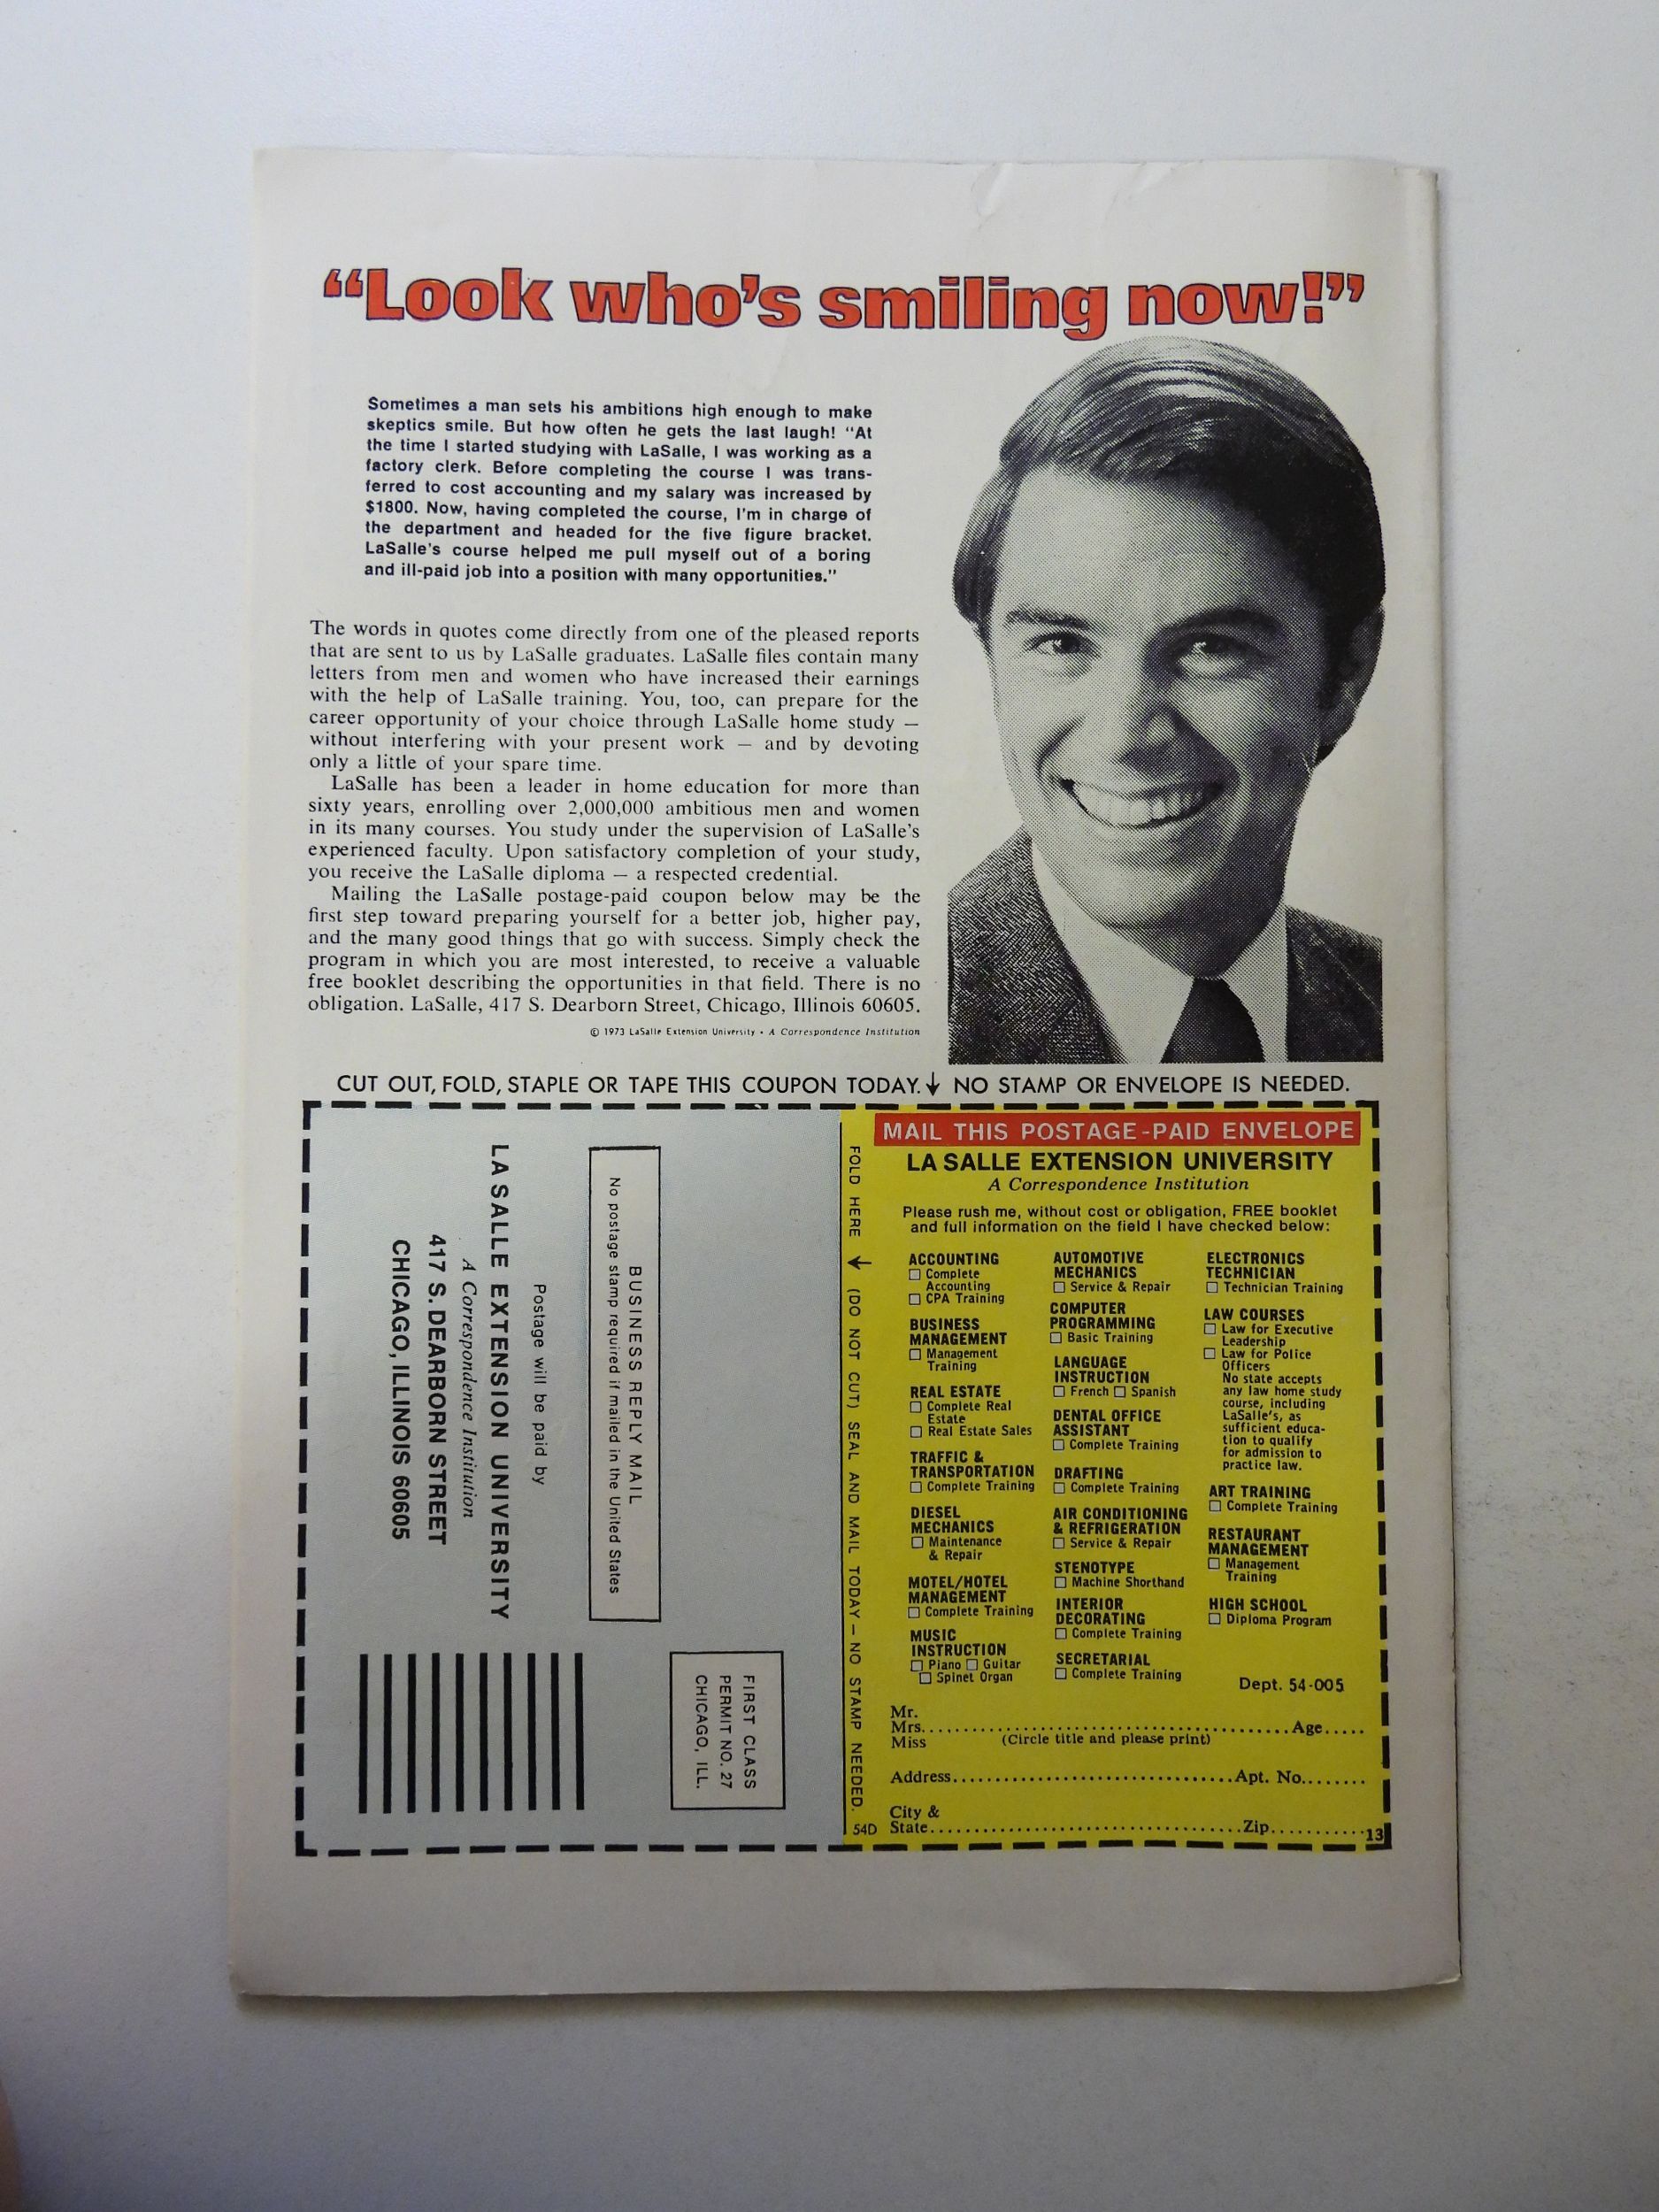 “Look who’s smiling now!”
Sometimes a man sets his ambitions high enough to make
skeptics smile. But how often he gets the last laugh! “At
the time I started studying with LaSalle, I was working as a
factory clerk. Before completing the course I was trans-
ferred to cost accounting and my salary was increased by
$1800. Now, having completed the course, I’m in charge of
the department and headed for the five figure bracket.
LaSalle’s course helped me pull myself out of a boring
and ill-paid job into a position with many opportunities.”
The words in quotes come directly from one of the pleased reports
that are sent to us by LaSalle graduates. LaSalle files contain many
letters from men and women who have increased their earnings
with the help of LaSalle training. You, too, can prepare for the
career opportunity of your choice through LaSalle home study —
without interfering with your present work — and by devoting
only a little of your spare time.
LaSalle has been a leader in home education for more than
sixty years, enrolling over 2,000,000 ambitious men and women
in its many courses. You study under the supervision of LaSalle’s
experienced faculty. Upon satisfactory completion of your study,
you receive the LaSalle diploma — a respected credential.
Mailing the LaSalle postage-paid coupon below may be the
first step toward preparing yourself for a better job, higher pay,
and the many good things that go with success. Simply check the
program in which you are most interested, to receive a valuable
free booklet describing the opportunities in that field. There is no
obligation. LaSalle, 417 S. Dearborn Street, Chicago, Illinois 60605.
© 1973 LaSalle Extension University • A Correspondence Institution
CUT OUT, FOLD, STAPLE OR TAPE THIS COUPON TODAY.↓ NO STAMP OR ENVELOPE IS NEEDED.
FIRST CLASS
PERMIT NO. 27
CHICAGO, ILL.
BUSINESS REPLY MAIL
No postage stamp required if mailed in the United States
Postage will be paid by
LA SALLE EXTENSION UNIVERSITY
A Correspondence Institution
417 S. DEARBORN STREET
CHICAGO, ILLINOIS 60605
FOLD HERE ↓ (DO NOT CUT) SEAL AND MAIL TODAY — NO STAMP NEEDED.
MAIL THIS POSTAGE-PAID ENVELOPE
LA SALLE EXTENSION UNIVERSITY
A Correspondence Institution
Please rush me, without cost or obligation, FREE booklet
and full information on the field I have checked below:
ACCOUNTING
☐ Complete
Accounting
☐ CPA Training
BUSINESS
MANAGEMENT
☐ Management
Training
REAL ESTATE
☐ Complete Real
Estate
☐ Real Estate Sales
TRAFFIC &
TRANSPORTATION
☐ Complete Training
DIESEL
MECHANICS
☐ Maintenance
& Repair
MOTEL/HOTEL
MANAGEMENT
☐ Complete Training
MUSIC
INSTRUCTION
☐ Piano ☐ Guitar
☐ Spinet Organ
AUTOMOTIVE
MECHANICS
☐ Service & Repair
COMPUTER
PROGRAMMING
☐ Basic Training
LANGUAGE
INSTRUCTION
☐ French ☐ Spanish
DENTAL OFFICE
ASSISTANT
☐ Complete Training
DRAFTING
☐ Complete Training
AIR CONDITIONING
& REFRIGERATION
☐ Service & Repair
STENOTYPE
☐ Machine Shorthand
INTERIOR
DECORATING
☐ Complete Training
SECRETARIAL
☐ Complete Training
ELECTRONICS
TECHNICIAN
☐ Technician Training
LAW COURSES
☐ Law for Executive
Leadership
☐ Law for Police
Officers
No state accepts
any law home study
course, including
LaSalle’s, as
sufficient educa-
tion to qualify
for admission to
practice law.
ART TRAINING
☐ Complete Training
RESTAURANT
MANAGEMENT
☐ Management
Training
HIGH SCHOOL
☐ Diploma Program
Dept. 54-005
Mr.
Mrs..............................Age.....
Miss (Circle title and please print)
Address..............................Apt. No........
City &
54D State..............................Zip...........13